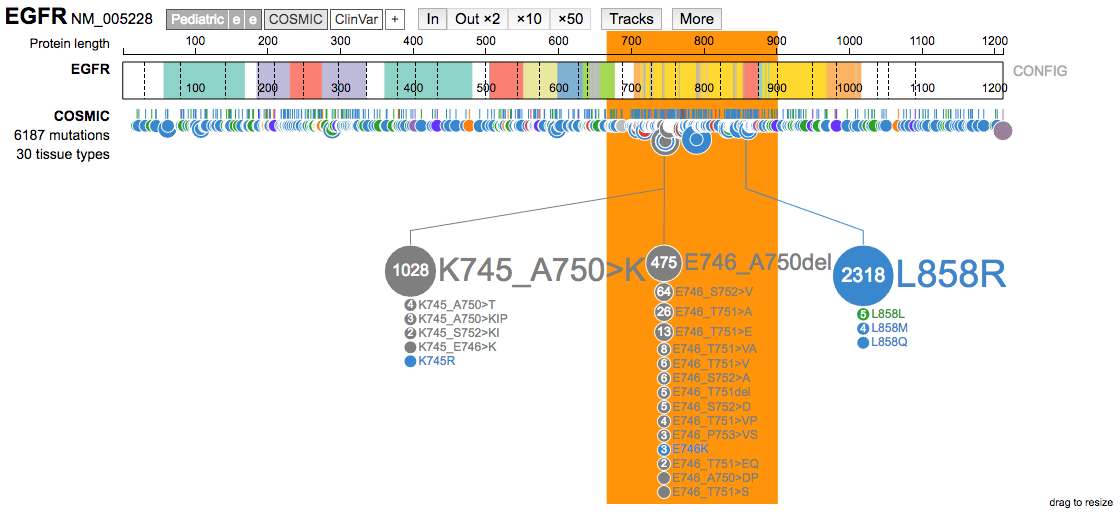 EGFR NM_005228 Pediatric e e COSMIC ClinVar + In Out ×2 ×10 ×50 Tracks More
Protein length 100 200 300 400 500 600 700 800 900 1000 1100 1200
EGFR 100 200 300 400 500 600 700 800 900 1000 1100 1200 CONFIG
COSMIC
6187 mutations
30 tissue types
1028 K745_A750>K
4 K745_A750>T
3 K745_A750>KIP
2 K745_S752>KI
K745_E746>K
K745R
475 E746_A750del
64 E746_S752>V
26 E746_T751>A
13 E746_T751>E
8 E746_T751>VA
6 E746_T751>V
6 E746_S752>A
5 E746_T751del
5 E746_S752>D
4 E746_T751>VP
3 E746_P753>VS
3 E746K
2 E746_T751>EQ
E746_A750>DP
E746_T751>S
2318 L858R
5 L858L
4 L858M
L858Q
drag to resize